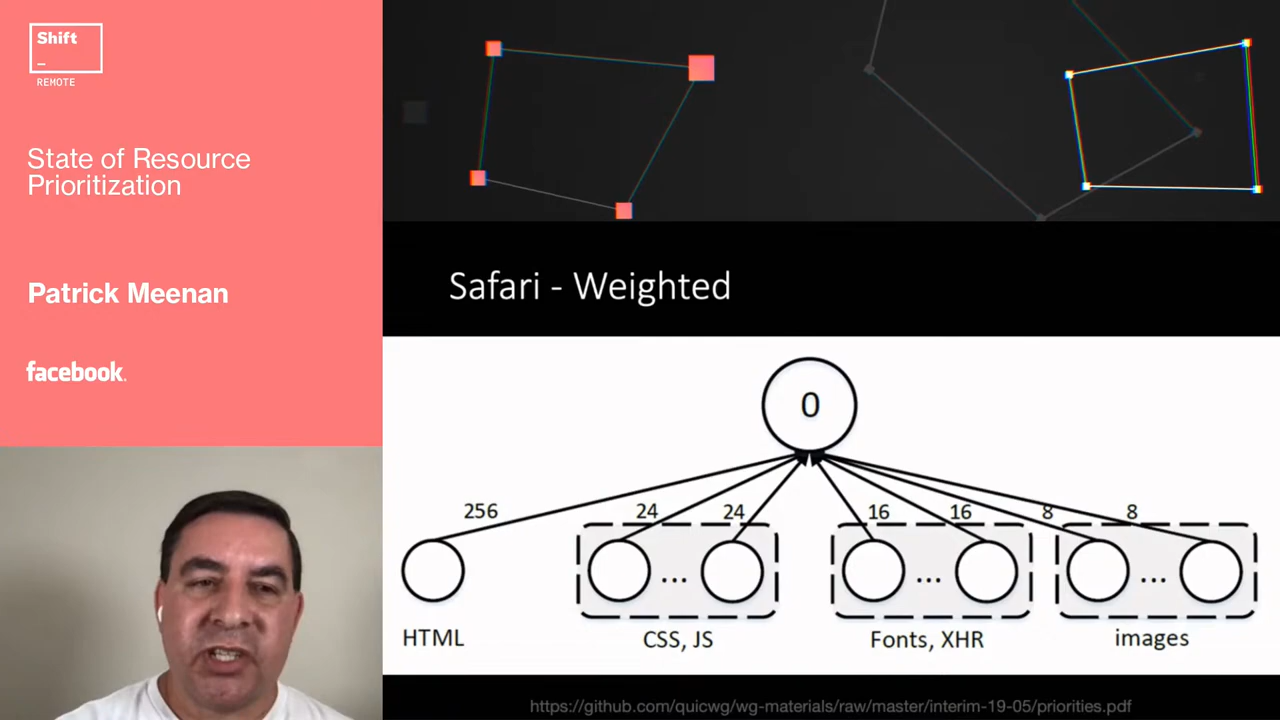 Shift
_
REMOTE
State of Resource
Prioritization
Patrick Meenan
facebook.
Safari - Weighted
0
256 24 24 16 16 8 8
... ... ...
HTML CSS, JS Fonts, XHR images
https://github.com/quicwg/wg-materials/raw/master/interim-19-05/priorities.pdf